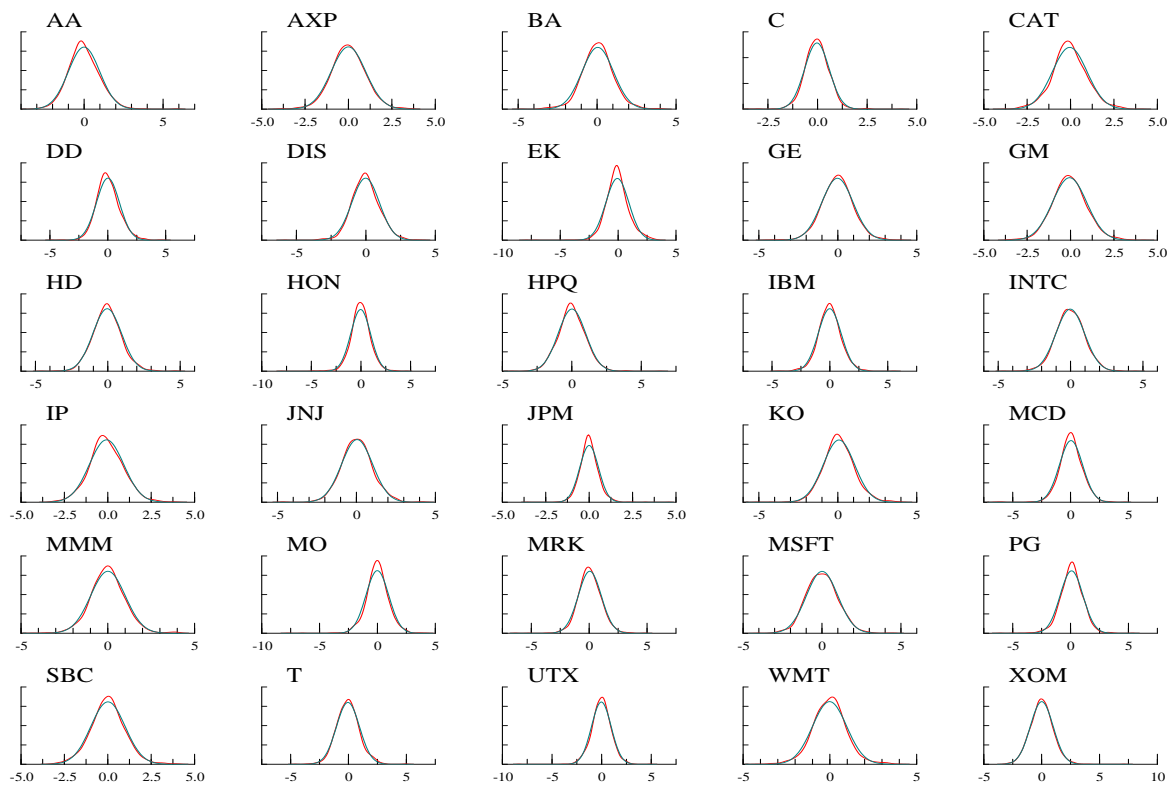 AA AXP BA C CAT
0 5 -5.0 -2.5 0.0 2.5 5.0 -5 0 5 -2.5 0.0 2.5 5.0 -5.0 -2.5 0.0 2.5 5.0
DD DIS EK GE GM
-5 0 5 -5 0 5 -10 -5 0 5 -5 0 5 -5.0 -2.5 0.0 2.5 5.0
HD HON HPQ IBM INTC
-5 0 5 -10 -5 0 5 -5 0 5 -5 0 5 -5 0 5
IP JNJ JPM KO MCD
-5.0 -2.5 0.0 2.5 5.0 -5 0 5 -5.0 -2.5 0.0 2.5 5.0 -5 0 5 -5 0 5
MMM MO MRK MSFT PG
-5 0 5 -10 -5 0 5 -5 0 5 -5 0 5 -5 0 5
SBC T UTX WMT XOM
-5.0 -2.5 0.0 2.5 5.0 -5 0 5 -10 -5 0 5 -5.0 -2.5 0.0 2.5 5.0 -5 0 5 10